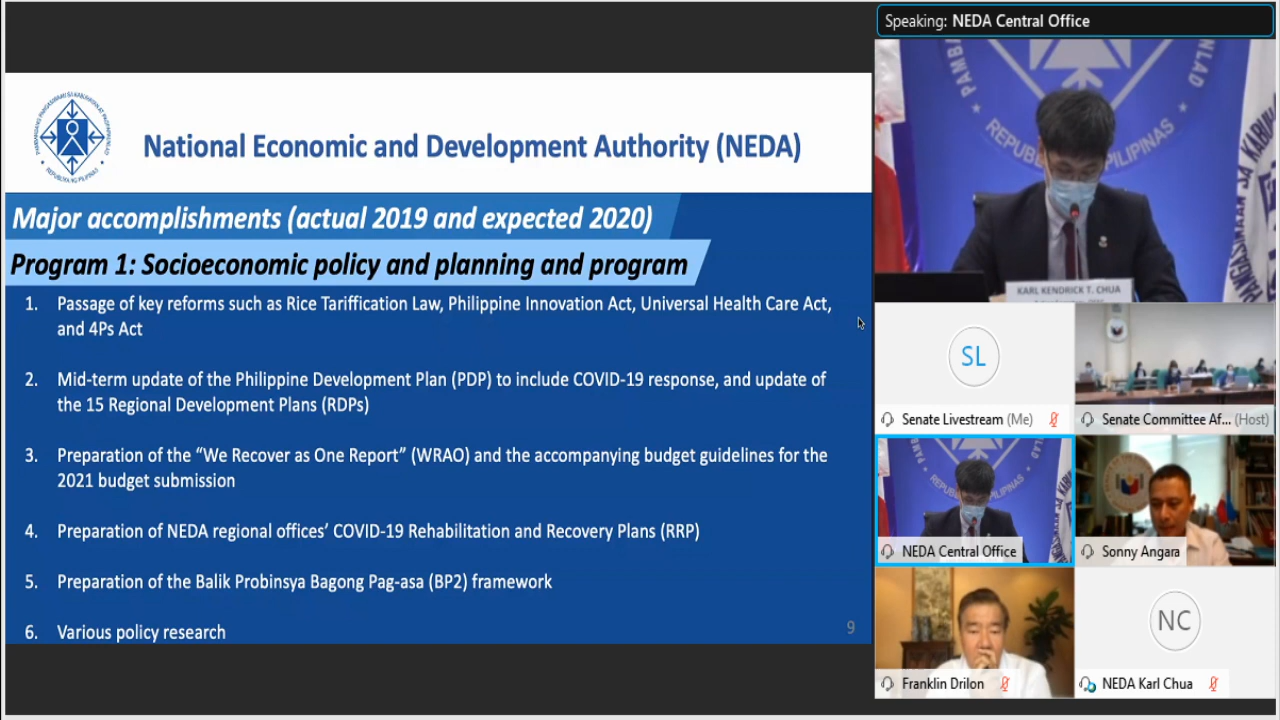 Speaking: NEDA Central Office
National Economic and Development Authority (NEDA)
Major accomplishments (actual 2019 and expected 2020)
Program 1: Socioeconomic policy and planning and program
1. Passage of key reforms such as Rice Tariffication Law, Philippine Innovation Act, Universal Health Care Act,
and 4Ps Act
2. Mid-term update of the Philippine Development Plan (PDP) to include COVID-19 response, and update of
the 15 Regional Development Plans (RDPs)
3. Preparation of the “We Recover as One Report” (WRAO) and the accompanying budget guidelines for the
2021 budget submission
4. Preparation of NEDA regional offices’ COVID-19 Rehabilitation and Recovery Plans (RRP)
5. Preparation of the Balik Probinsya Bagong Pag-asa (BP2) framework
6. Various policy research
9
KARL KENDRICK T. CHUA
SL
Senate Livestream (Me)
Senate Committee Af... (Host)
NEDA Central Office
Sonny Angara
Franklin Drilon
NC
NEDA Karl Chua